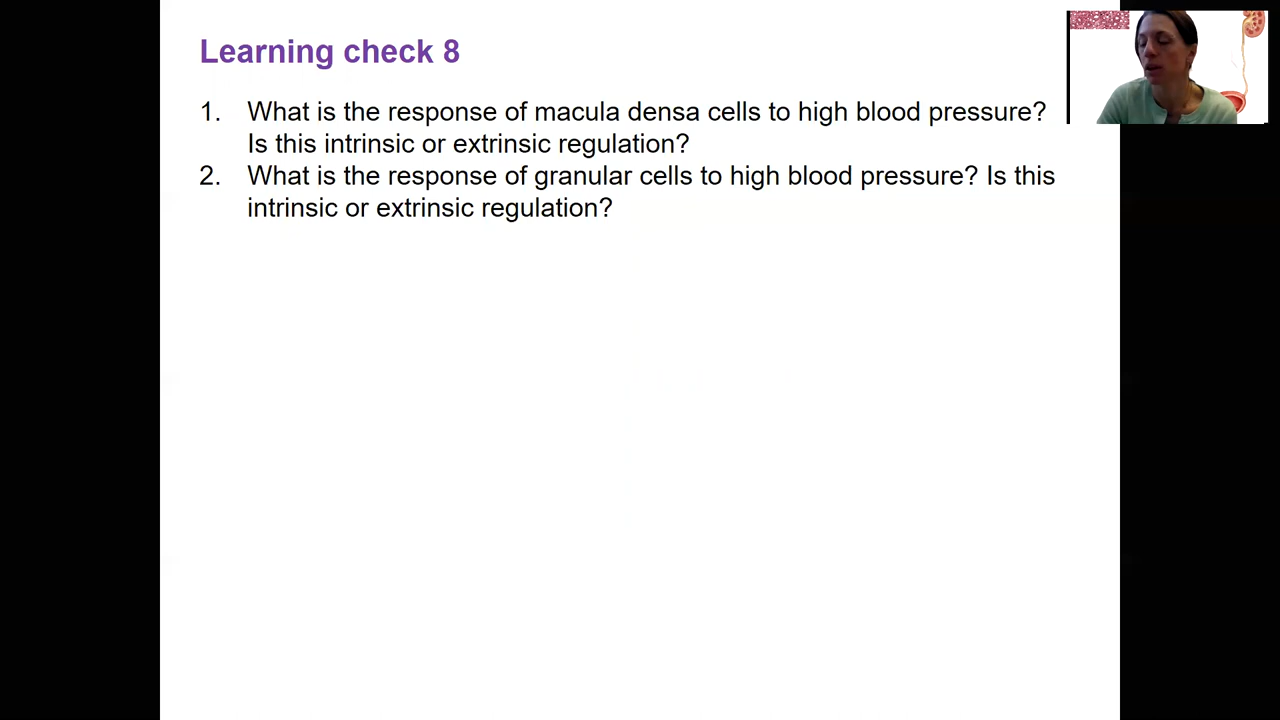 Learning check 8
1. What is the response of macula densa cells to high blood pressure?
Is this intrinsic or extrinsic regulation?
2. What is the response of granular cells to high blood pressure? Is this
intrinsic or extrinsic regulation?